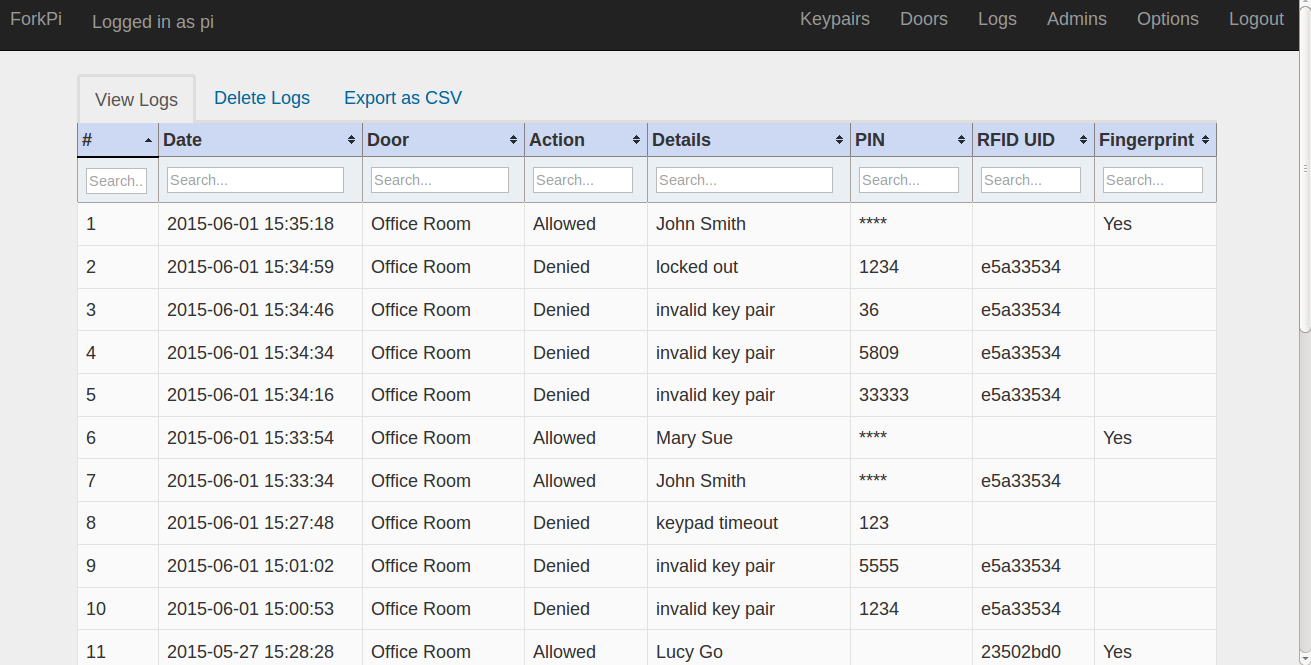 ForkPi Logged in as pi Keypairs Doors Logs Admins Options Logout
View Logs Delete Logs Export as CSV
# Date Door Action Details PIN RFID UID Fingerprint
Search.. Search... Search... Search... Search... Search... Search... Search...
1 2015-06-01 15:35:18 Office Room Allowed John Smith **** Yes
2 2015-06-01 15:34:59 Office Room Denied locked out 1234 e5a33534
3 2015-06-01 15:34:46 Office Room Denied invalid key pair 36 e5a33534
4 2015-06-01 15:34:34 Office Room Denied invalid key pair 5809 e5a33534
5 2015-06-01 15:34:16 Office Room Denied invalid key pair 33333 e5a33534
6 2015-06-01 15:33:54 Office Room Allowed Mary Sue **** Yes
7 2015-06-01 15:33:34 Office Room Allowed John Smith **** e5a33534
8 2015-06-01 15:27:48 Office Room Denied keypad timeout 123
9 2015-06-01 15:01:02 Office Room Denied invalid key pair 5555 e5a33534
10 2015-06-01 15:00:53 Office Room Denied invalid key pair 1234 e5a33534
11 2015-05-27 15:28:28 Office Room Allowed Lucy Go 23502bd0 Yes